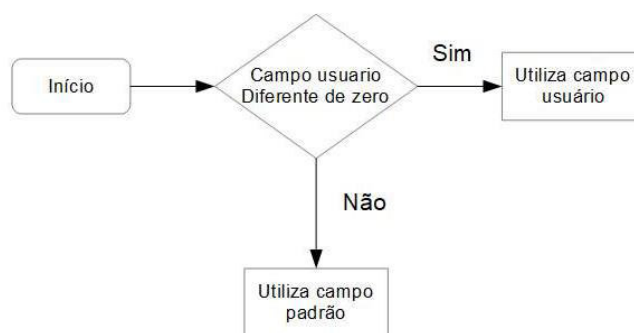 Início
Campo usuario
Diferente de zero
Sim
Utiliza campo
usuário
Não
Utiliza campo
padrão